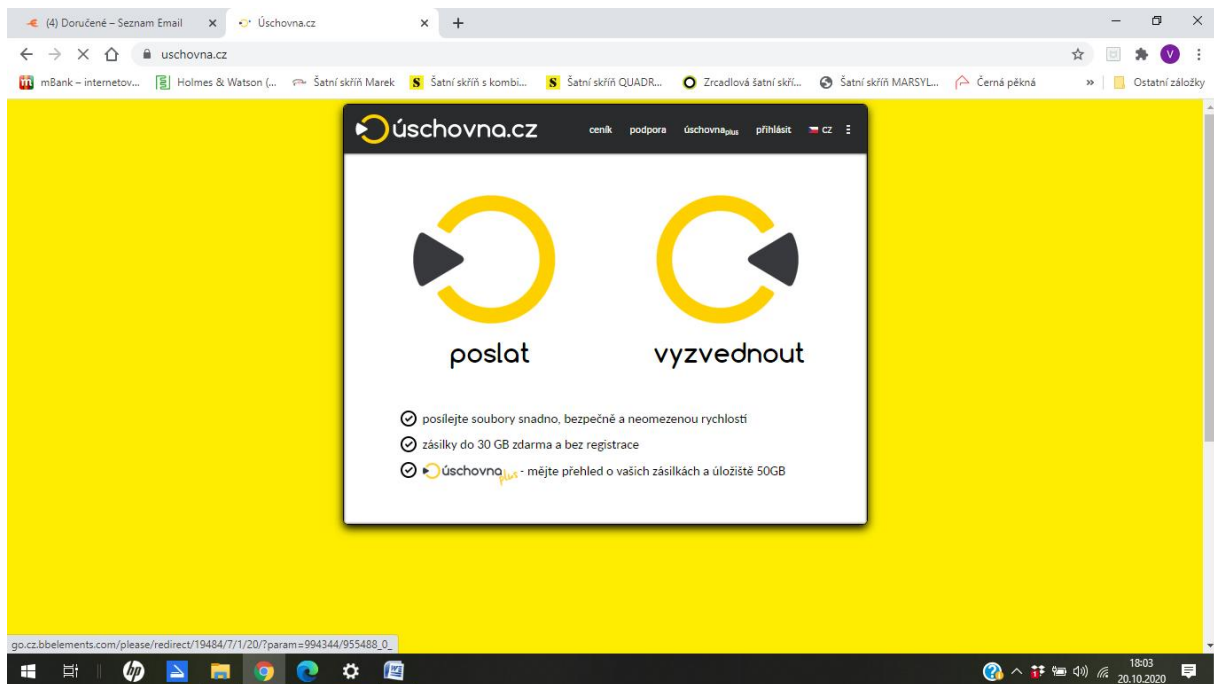 (4) Doručené – Seznam Email
Úschovna.cz
uschovna.cz
V
mBank – internetov...
Holmes & Watson (...
Šatní skříň Marek
S Šatní skříň s kombi...
S Šatní skříň QUADR...
Zrcadlová šatní skří...
Šatní skříň MARSYL...
Černá pěkná
»
Ostatní záložky
úschovna.cz
ceník podpora úschovnaplus přihlásit CZ
poslat
vyzvednout
posílejte soubory snadno, bezpečně a neomezenou rychlostí
zásilky do 30 GB zdarma a bez registrace
úschovna plus - mějte přehled o vašich zásilkách a úložiště 50GB
go.cz.bbelements.com/please/redirect/19484/7/1/20/?param=994344/955488_0_
hp
W
18:03
20.10.2020